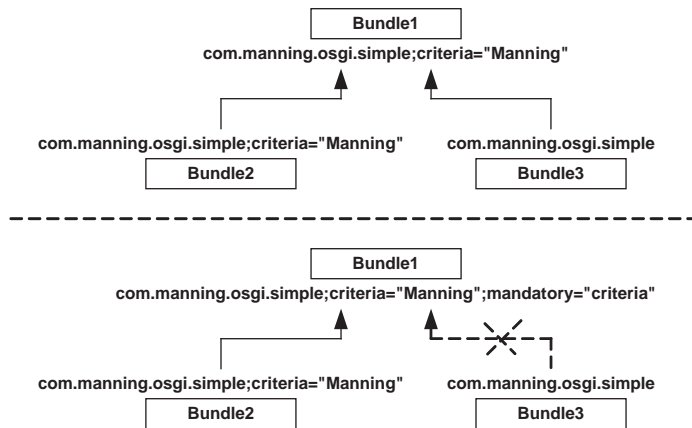 Bundle1
com.manning.osgi.simple;criteria="Manning"
com.manning.osgi.simple;criteria="Manning"
com.manning.osgi.simple
Bundle2
Bundle3
Bundle1
com.manning.osgi.simple;criteria="Manning";mandatory="criteria"
com.manning.osgi.simple;criteria="Manning"
com.manning.osgi.simple
Bundle2
Bundle3